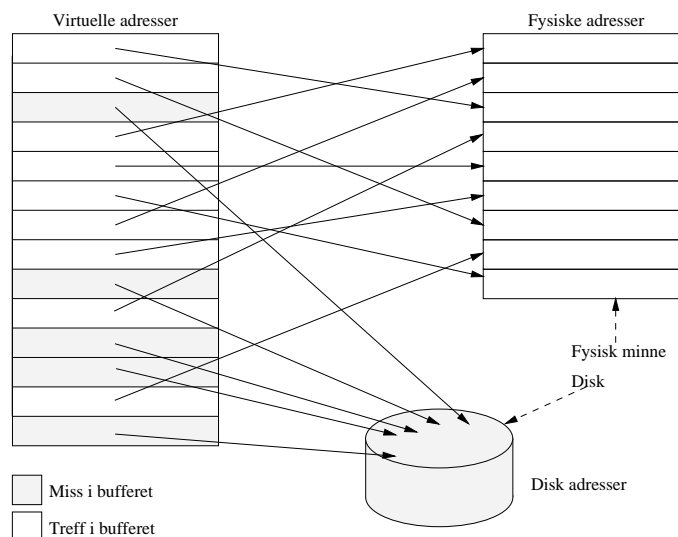 Virtuelle adresser
Fysiske adresser
Fysisk minne
Disk
Disk adresser
Miss i bufferet
Treff i bufferet